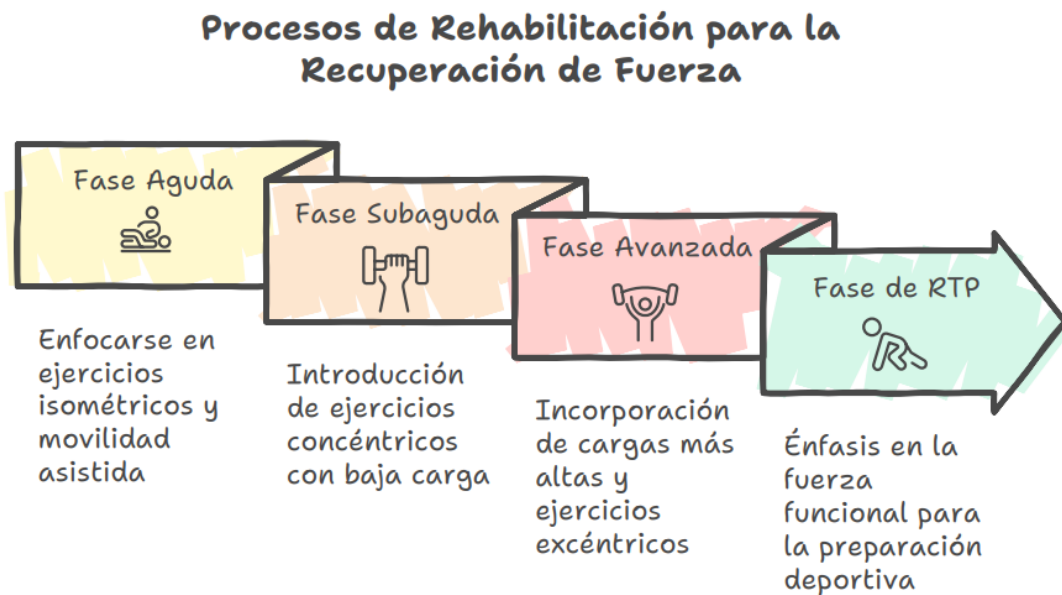 Procesos de Rehabilitación para la
Recuperación de Fuerza
Fase Aguda
Enfocarse en
ejercicios
isométricos y
movilidad
asistida
Fase Subaguda
Introducción
de ejercicios
concéntricos
con baja carga
Fase Avanzada
Incorporación
de cargas más
altas y
ejercicios
excéntricos
Fase de RTP
Énfasis en la
fuerza
funcional para
la preparación
deportiva